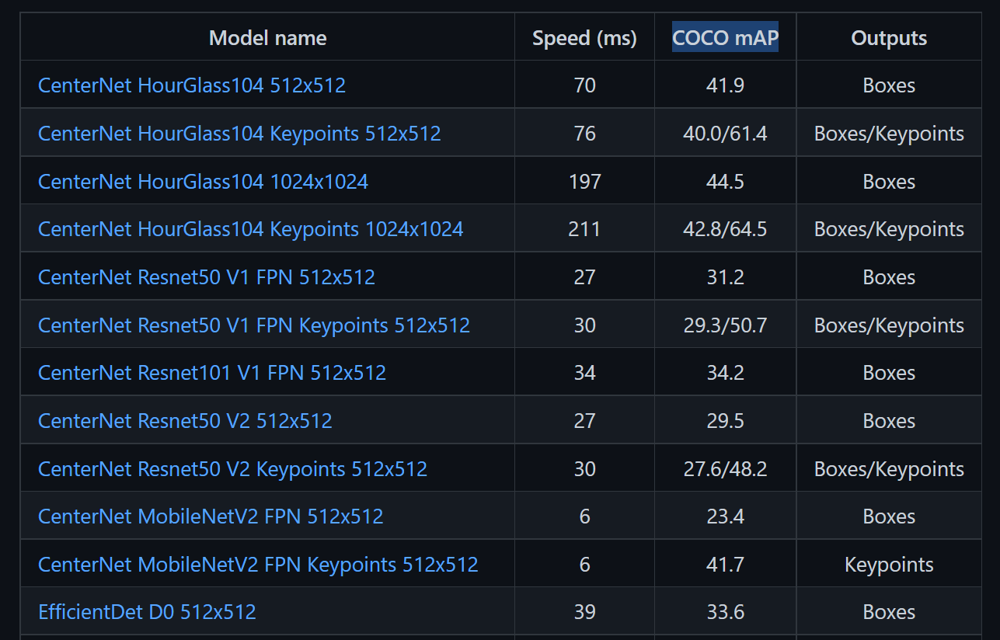 Model name Speed (ms) COCO mAP Outputs
CenterNet HourGlass104 512x512 70 41.9 Boxes
CenterNet HourGlass104 Keypoints 512x512 76 40.0/61.4 Boxes/Keypoints
CenterNet HourGlass104 1024x1024 197 44.5 Boxes
CenterNet HourGlass104 Keypoints 1024x1024 211 42.8/64.5 Boxes/Keypoints
CenterNet Resnet50 V1 FPN 512x512 27 31.2 Boxes
CenterNet Resnet50 V1 FPN Keypoints 512x512 30 29.3/50.7 Boxes/Keypoints
CenterNet Resnet101 V1 FPN 512x512 34 34.2 Boxes
CenterNet Resnet50 V2 512x512 27 29.5 Boxes
CenterNet Resnet50 V2 Keypoints 512x512 30 27.6/48.2 Boxes/Keypoints
CenterNet MobileNetV2 FPN 512x512 6 23.4 Boxes
CenterNet MobileNetV2 FPN Keypoints 512x512 6 41.7 Keypoints
EfficientDet D0 512x512 39 33.6 Boxes